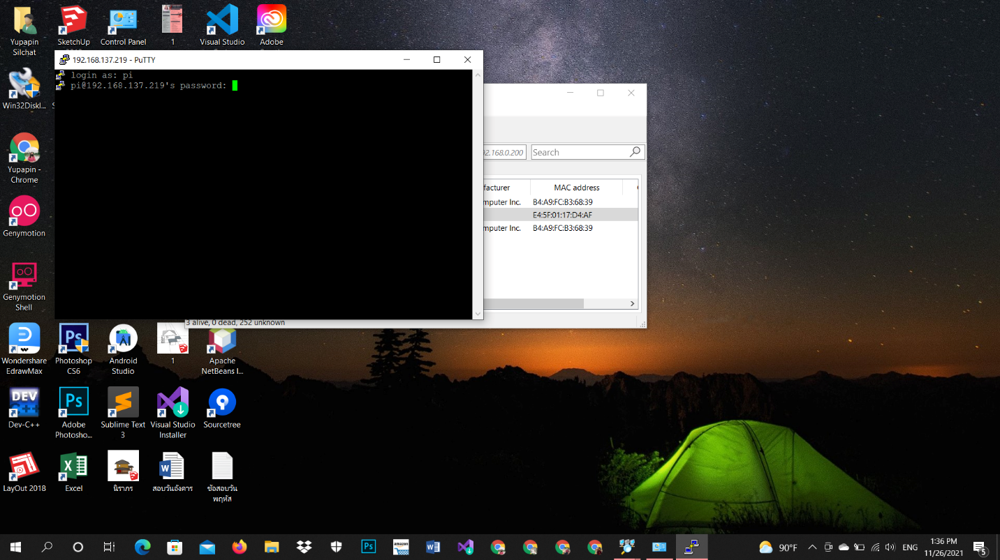 Yupapin
Silchat
SketchUp
Control Panel
1
Visual Studio
Adobe
192.168.137.219 - PuTTY
login as: pi
pi@192.168.137.219's password:
Win32DiskI...
Yupapin -
Chrome
Genymotion
Genymotion
Shell
2.168.0.200
Search
facturer
MAC address
mputer Inc.
B4:A9:FC:B3:68:39
E4:5F:01:17:D4:AF
mputer Inc.
B4:A9:FC:B3:68:39
3 alive, 0 dead, 252 unknown
Wondershare
EdrawMax
Photoshop
CS6
Android
Studio
1
Apache
NetBeans I...
Dev-C++
Adobe
Photosho...
Sublime Text
3
Visual Studio
Installer
Sourcetree
LayOut 2018
Excel
นิราภร
สอบวันอังคาร
ข้อสอบวัน
พฤหัส
90°F
ENG
1:36 PM
11/26/2021
5